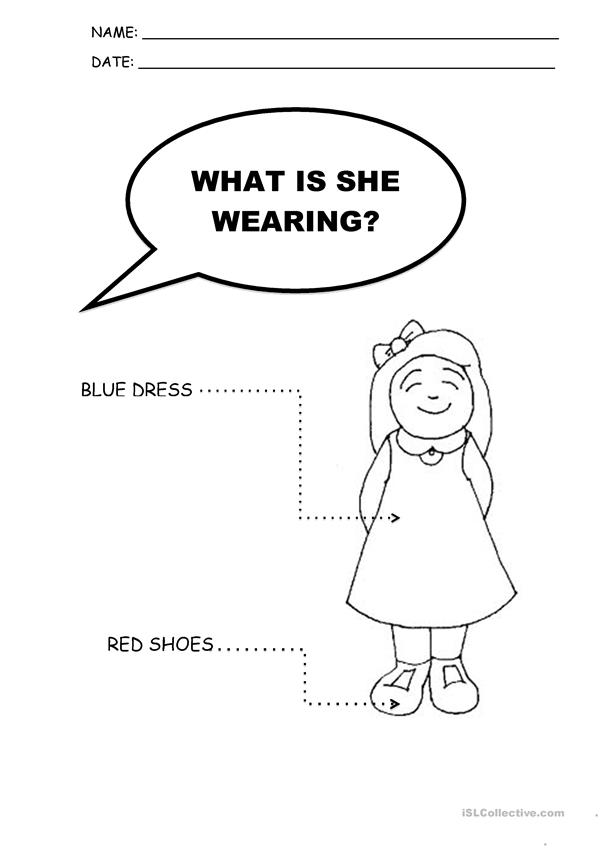 NAME:
DATE:
WHAT IS SHE
WEARING?
BLUE DRESS
RED SHOES
iSLCollective.com